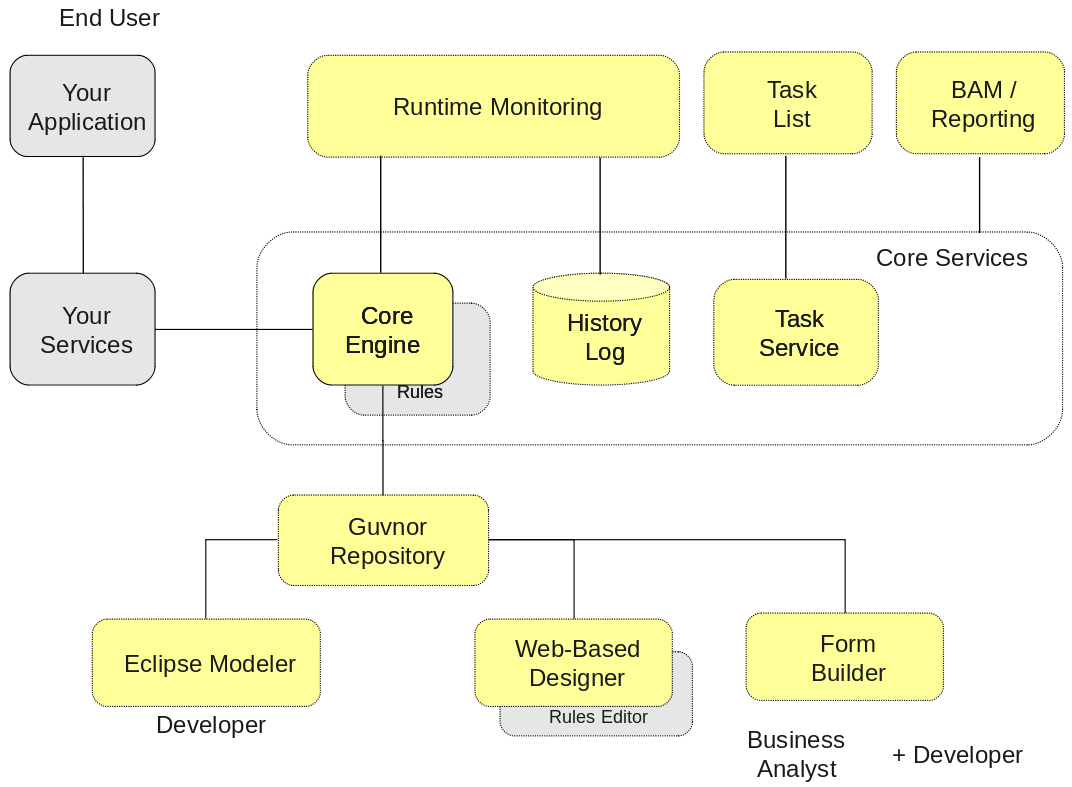 End User
Your
Application
Runtime Monitoring
Task
List
BAM /
Reporting
Core Services
Your
Services
Core
Engine
Rules
History
Log
Task
Service
Guvnor
Repository
Eclipse Modeler
Developer
Web-Based
Designer
Rules Editor
Form
Builder
Business
Analyst
+ Developer